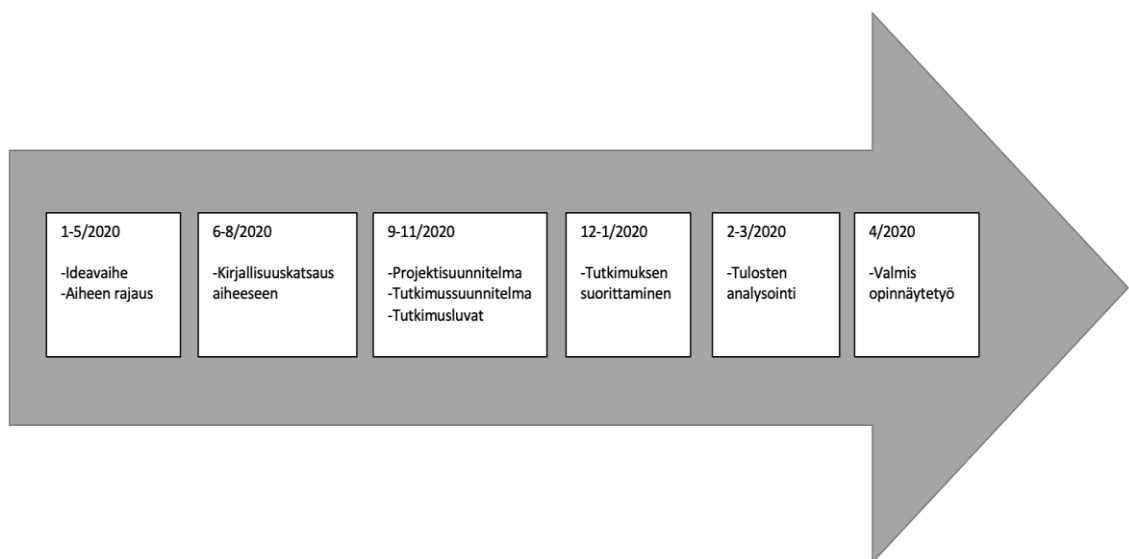 1-5/2020
-Ideavaihe
-Aiheen rajaus
6-8/2020
-Kirjallisuuskatsaus
aiheeseen
9-11/2020
-Projektisuunnitelma
-Tutkimussuunnitelma
-Tutkimusluvat
12-1/2020
-Tutkimuksen
suorittaminen
2-3/2020
-Tulosten
analysointi
4/2020
-Valmis
opinnäytetyö